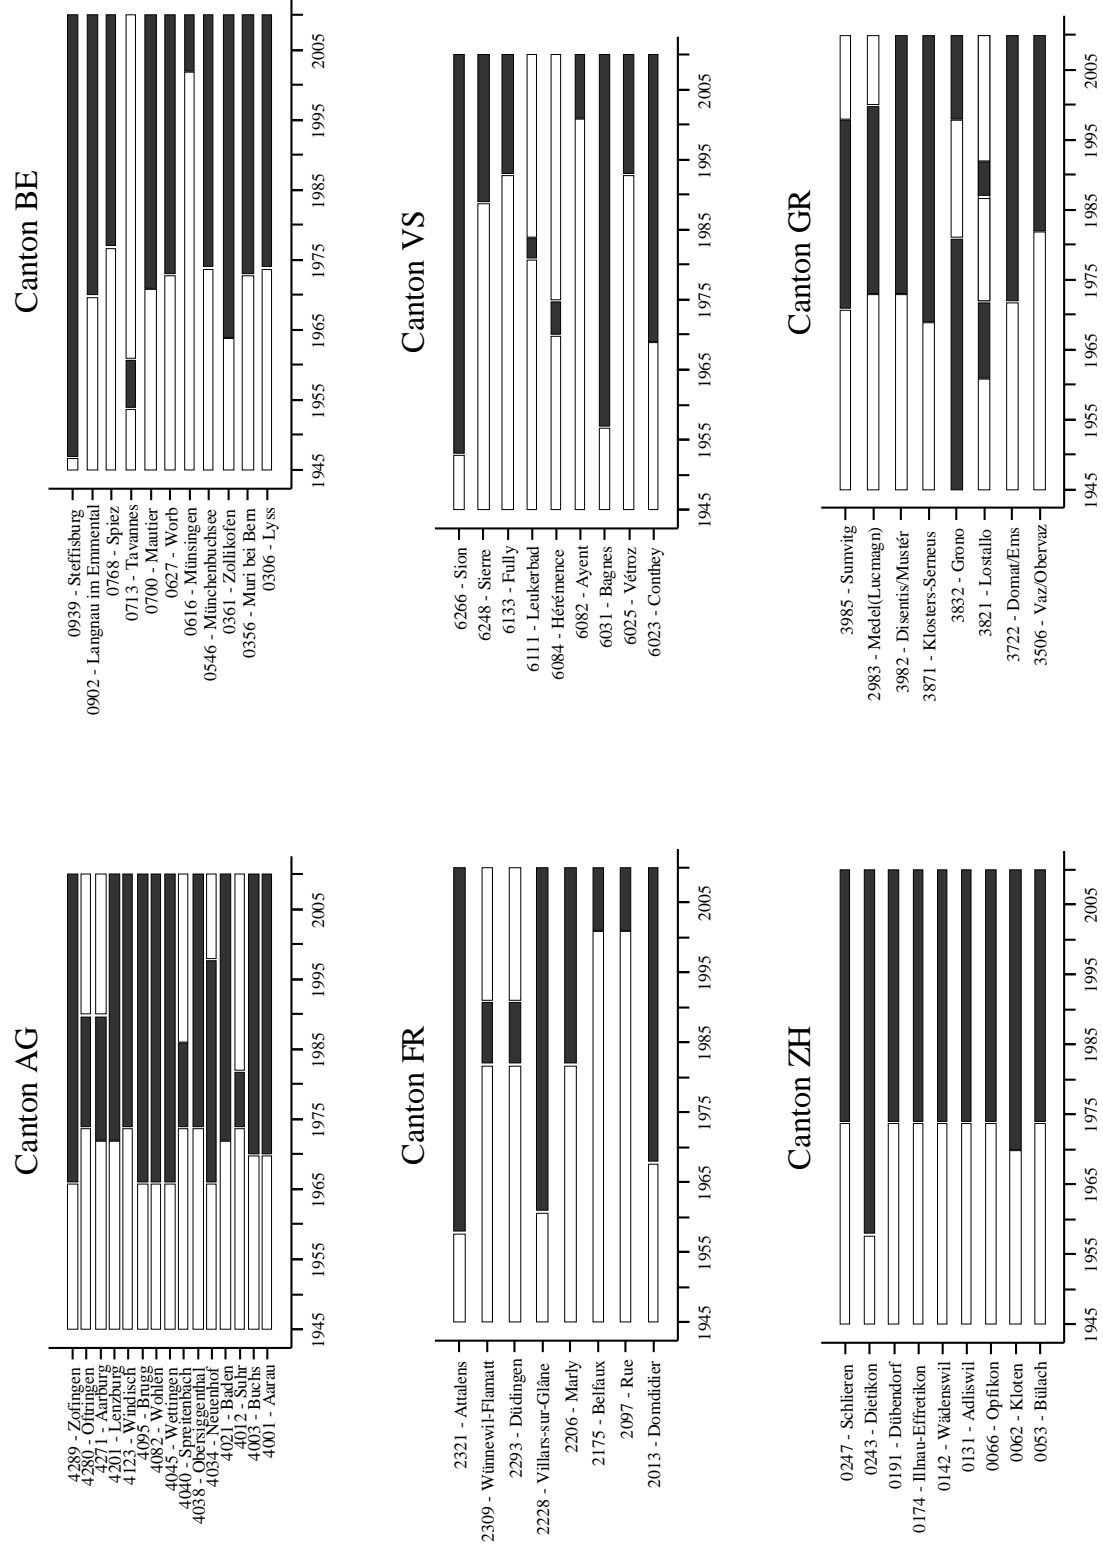 Canton AG
4289 - Zofingen
4280 - Oftringen
4271 - Aarburg
4201 - Lenzburg
4123 - Windisch
4095 - Brugg
4082 - Wohlen
4045 - Wettingen
4040 - Spreitenbach
4038 - Obersiggenthal
4034 - Neuenhof
4021 - Baden
4012 - Suhr
4003 - Buchs
4001 - Aarau
1945 1955 1965 1975 1985 1995 2005
Canton BE
0939 - Steffisburg
0902 - Langnau im Emmental
0768 - Spiez
0713 - Tavannes
0700 - Mautier
0627 - Worb
0616 - Münsingen
0546 - Münchenbuchsee
0361 - Zollikofen
0356 - Muri bei Bern
0306 - Lyss
1945 1955 1965 1975 1985 1995 2005
Canton FR
2321 - Attalens
2309 - Wünnewil-Flamatt
2293 - Düdingen
2228 - Villars-sur-Glâne
2206 - Marly
2175 - Belfaux
2097 - Rue
2013 - Domdidier
1945 1955 1965 1975 1985 1995 2005
Canton VS
6266 - Sion
6248 - Sierre
6133 - Fully
6111 - Leukerbad
6084 - Hérémence
6082 - Ayent
6031 - Bagnes
6025 - Vétroz
6023 - Conthey
1945 1955 1965 1975 1985 1995 2005
Canton ZH
0247 - Schlieren
0243 - Dietikon
0191 - Dübendorf
0174 - Illnau-Effretikon
0142 - Wädenswil
0131 - Adliswil
0066 - Opfikon
0062 - Kloten
0053 - Bülach
1945 1955 1965 1975 1985 1995 2005
Canton GR
3985 - Sumvitg
2983 - Medel(Lucmagn)
3982 - Disentis/Mustér
3871 - Klosters-Serneus
3832 - Grono
3821 - Lostallo
3722 - Domat/Ems
3506 - Vaz/Obervaz
1945 1955 1965 1975 1985 1995 2005